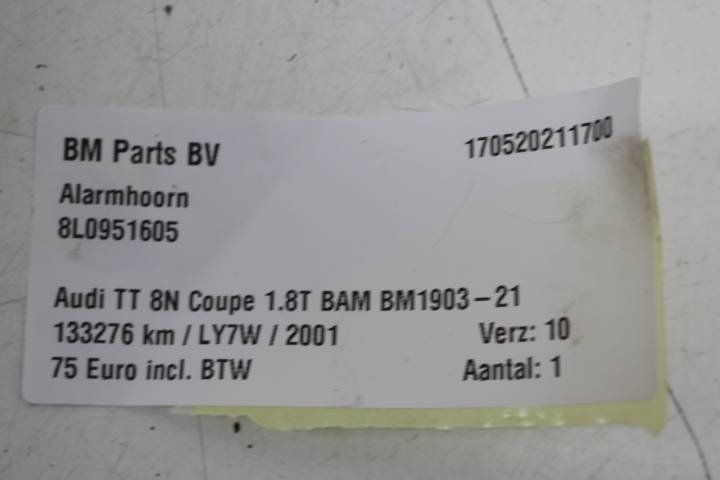 BM Parts BV 170520211700
Alarmhoorn
8L0951605
Audi TT 8N Coupe 1.8T BAM BM1903-21
133276 km / LY7W / 2001 Verz: 10
75 Euro incl. BTW Aantal: 1